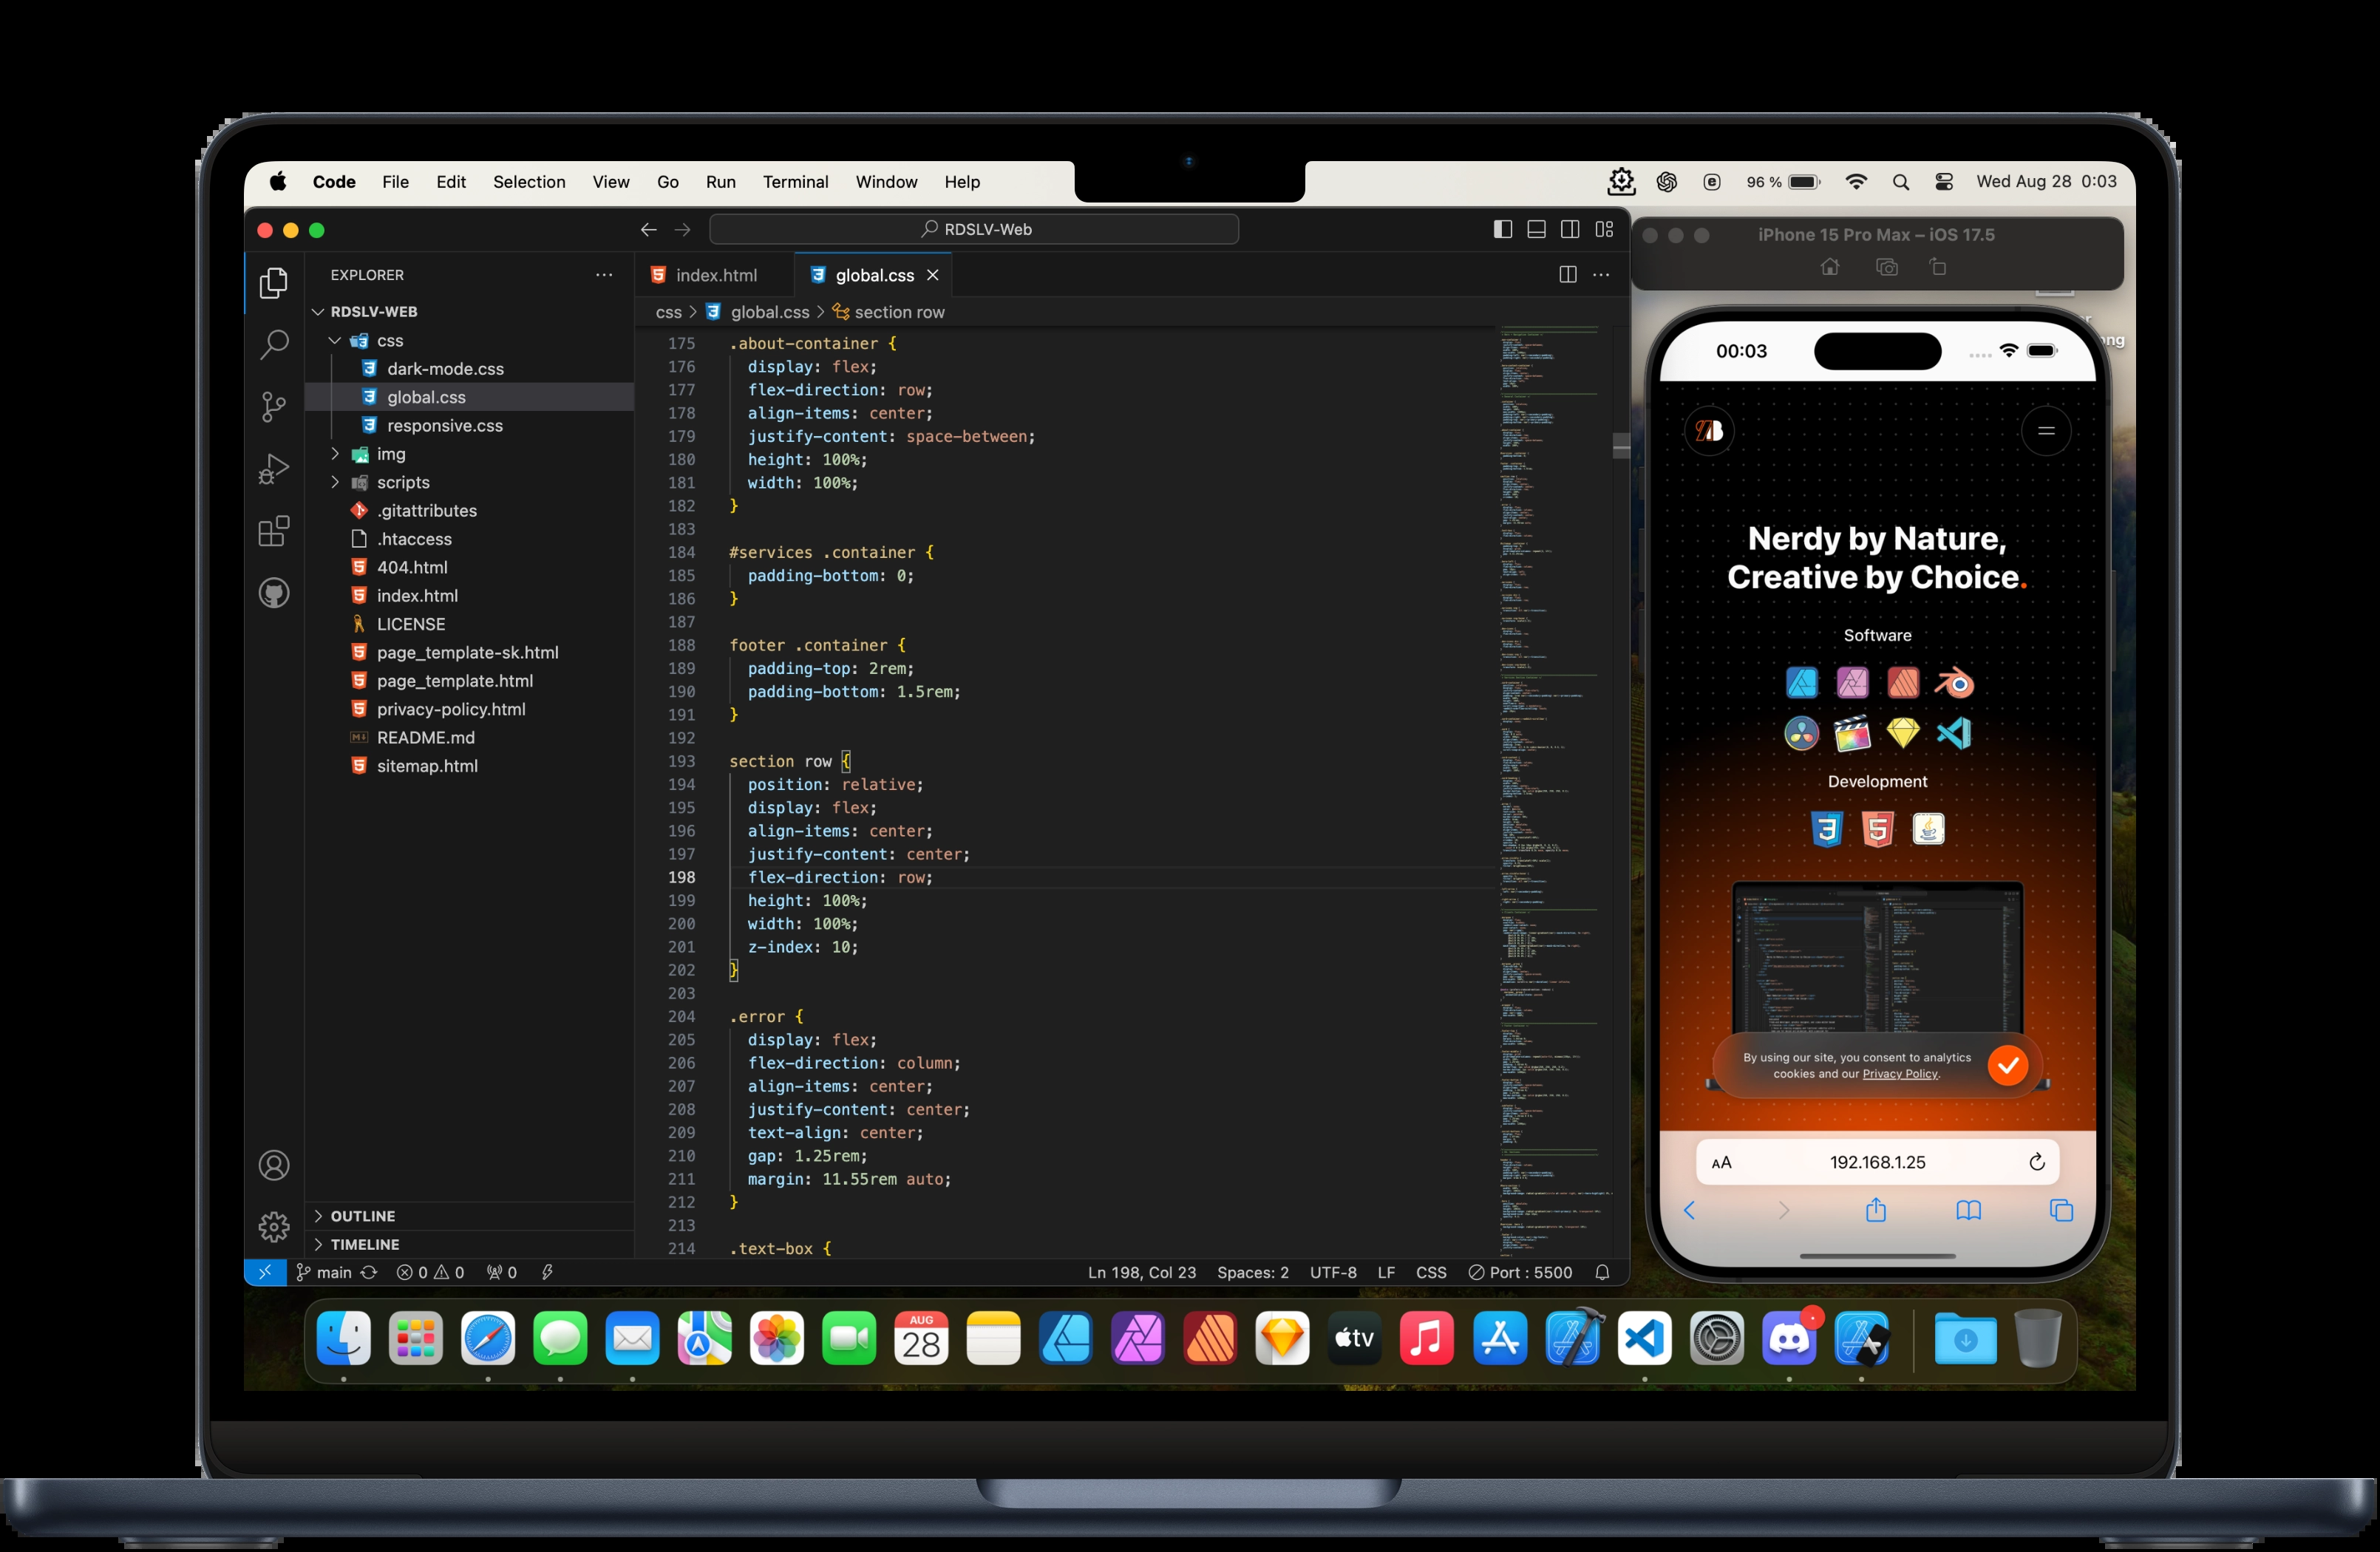 Code File Edit Selection View Go Run Terminal Window Help
96 % Wed Aug 28 0:03
RDSLV-Web
EXPLORER
RDSLV-WEB
css
dark-mode.css
global.css
responsive.css
img
scripts
.gitattributes
.htaccess
404.html
index.html
LICENSE
page_template-sk.html
page_template.html
privacy-policy.html
README.md
sitemap.html
OUTLINE
TIMELINE
index.html global.css
css > global.css > section row
175 .about-container {
176 display: flex;
177 flex-direction: row;
178 align-items: center;
179 justify-content: space-between;
180 height: 100%;
181 width: 100%;
182 }
183
184 #services .container {
185 padding-bottom: 0;
186 }
187
188 footer .container {
189 padding-top: 2rem;
190 padding-bottom: 1.5rem;
191 }
192
193 section row {
194 position: relative;
195 display: flex;
196 align-items: center;
197 justify-content: center;
198 flex-direction: row;
199 height: 100%;
200 width: 100%;
201 z-index: 10;
202 }
203
204 .error {
205 display: flex;
206 flex-direction: column;
207 align-items: center;
208 justify-content: center;
209 text-align: center;
210 gap: 1.25rem;
211 margin: 11.55rem auto;
212 }
213
214 .text-box {
main 0 0 0 Ln 198, Col 23 Spaces: 2 UTF-8 LF CSS Port : 5500
iPhone 15 Pro Max – iOS 17.5
00:03
Nerdy by Nature,
Creative by Choice.
Software
Development
By using our site, you consent to analytics
cookies and our Privacy Policy.
AA 192.168.1.25
AUG
28
tv